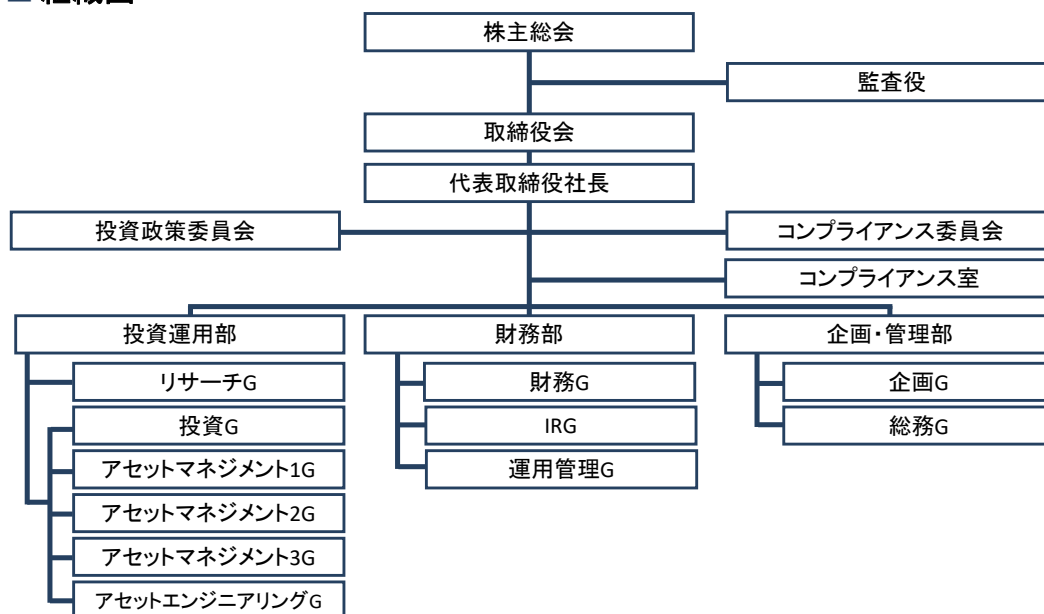 ■ 組織図
株主総会
監査役
取締役会
代表取締役社長
投資政策委員会
コンプライアンス委員会
コンプライアンス室
投資運用部
財務部
企画・管理部
リサーチG
財務G
企画G
投資G
IRG
総務G
アセットマネジメント1G
運用管理G
アセットマネジメント2G
アセットマネジメント3G
アセットエンジニアリングG